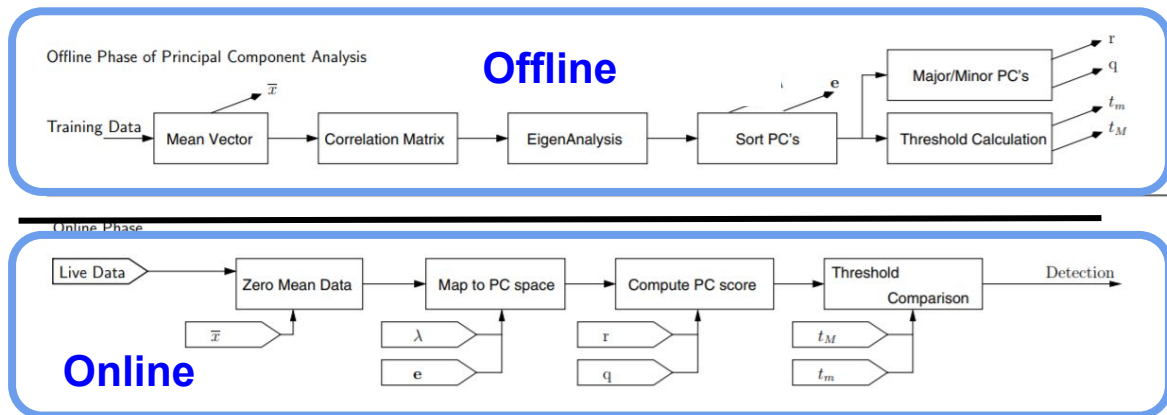 Offline Phase of Principal Component Analysis
Offline
x̅
e
r
q
Major/Minor PC's
Training Data
Mean Vector
Correlation Matrix
EigenAnalysis
Sort PC's
Threshold Calculation
t_m
t_M
Online Phase
Live Data
Zero Mean Data
Map to PC space
Compute PC score
Threshold
Comparison
Detection
x̅
λ
r
t_M
e
q
t_m
Online